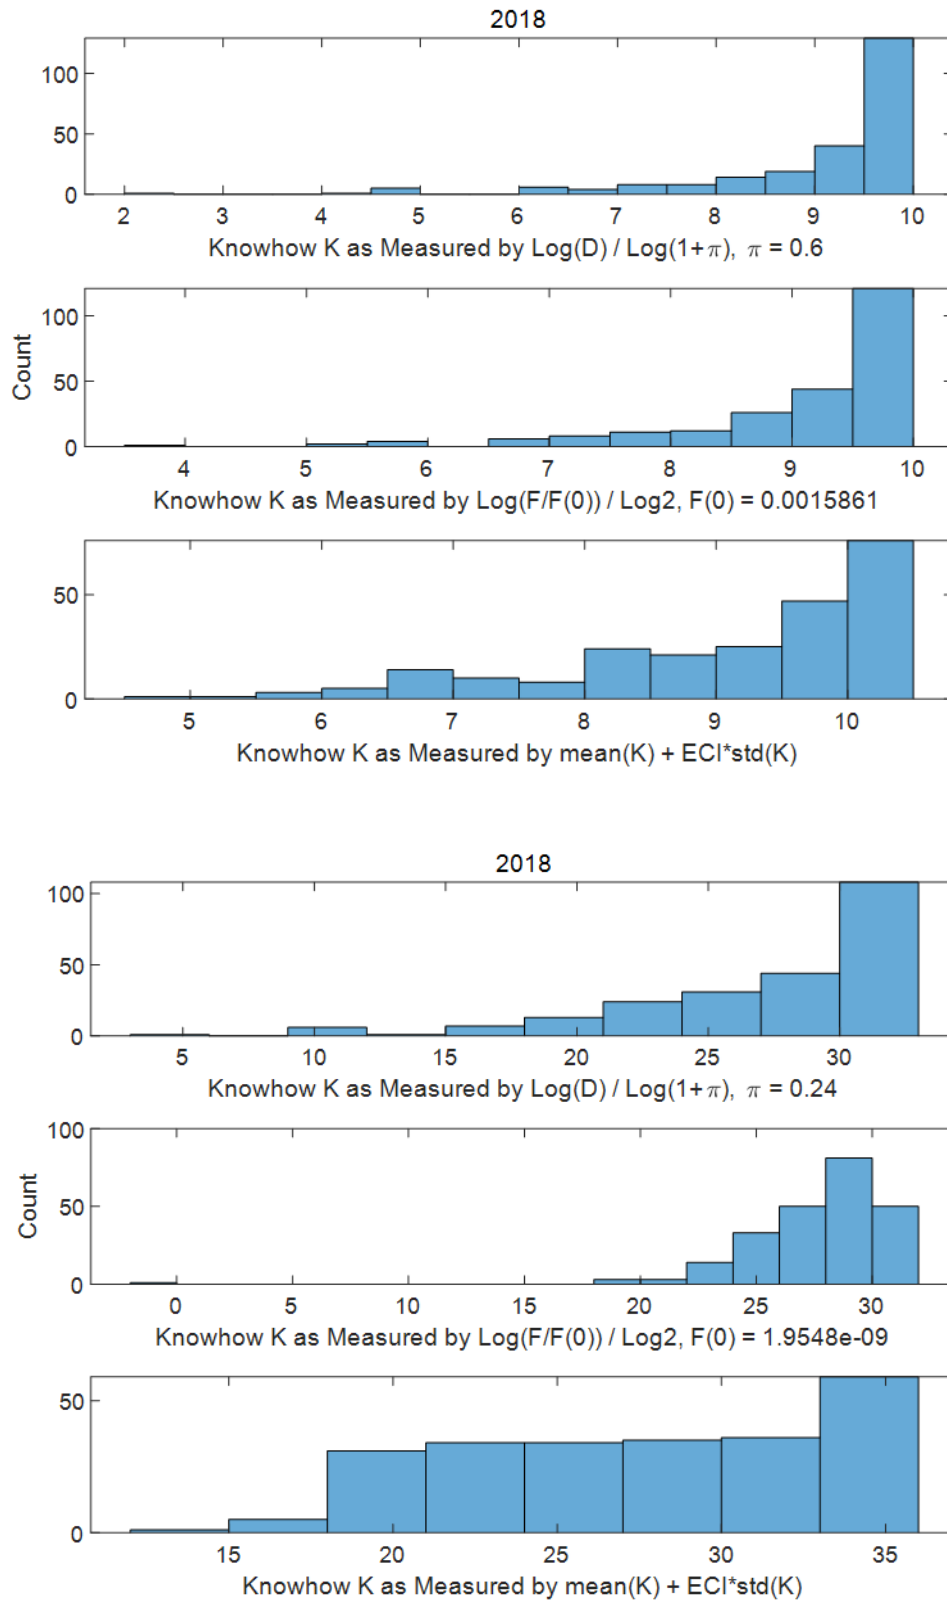 2018
100
50
0
2 3 4 5 6 7 8 9 10
Knowhow K as Measured by Log(D) / Log(1+π), π = 0.6
100
50
0
Count
4 5 6 7 8 9 10
Knowhow K as Measured by Log(F/F(0)) / Log2, F(0) = 0.0015861
50
0
5 6 7 8 9 10
Knowhow K as Measured by mean(K) + ECI*std(K)
2018
100
50
0
5 10 15 20 25 30
Knowhow K as Measured by Log(D) / Log(1+π), π = 0.24
100
50
0
Count
0 5 10 15 20 25 30
Knowhow K as Measured by Log(F/F(0)) / Log2, F(0) = 1.9548e-09
50
0
15 20 25 30 35
Knowhow K as Measured by mean(K) + ECI*std(K)